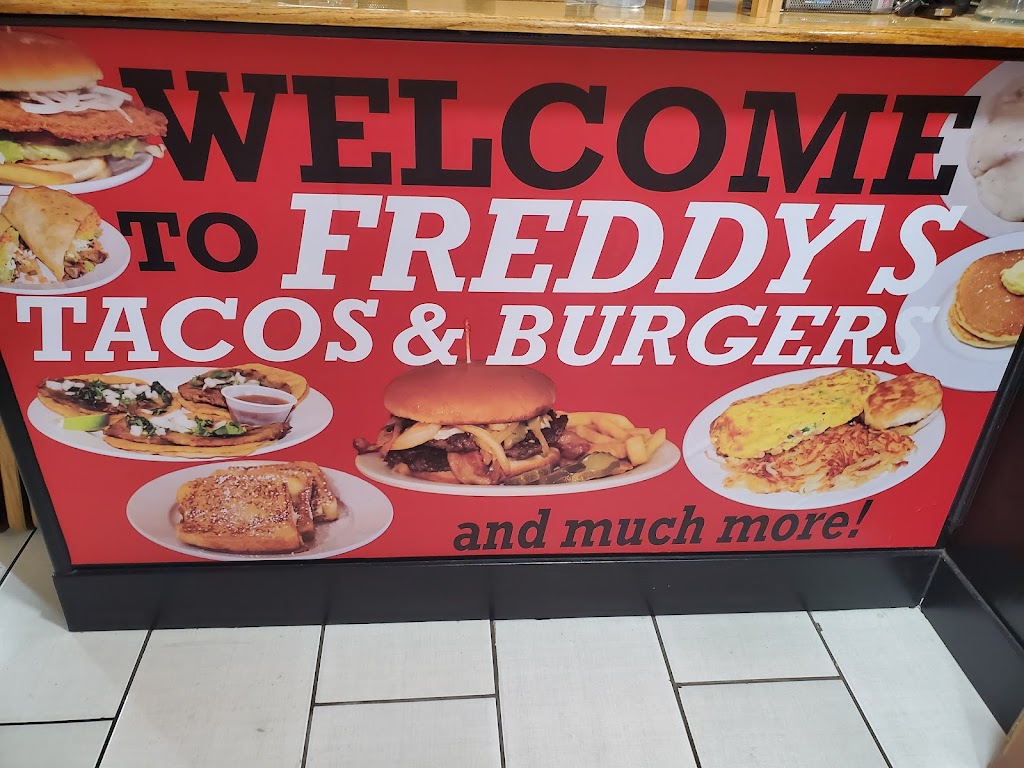 WELCOME
TO FREDDY'S
TACOS & BURGERS
and much more!